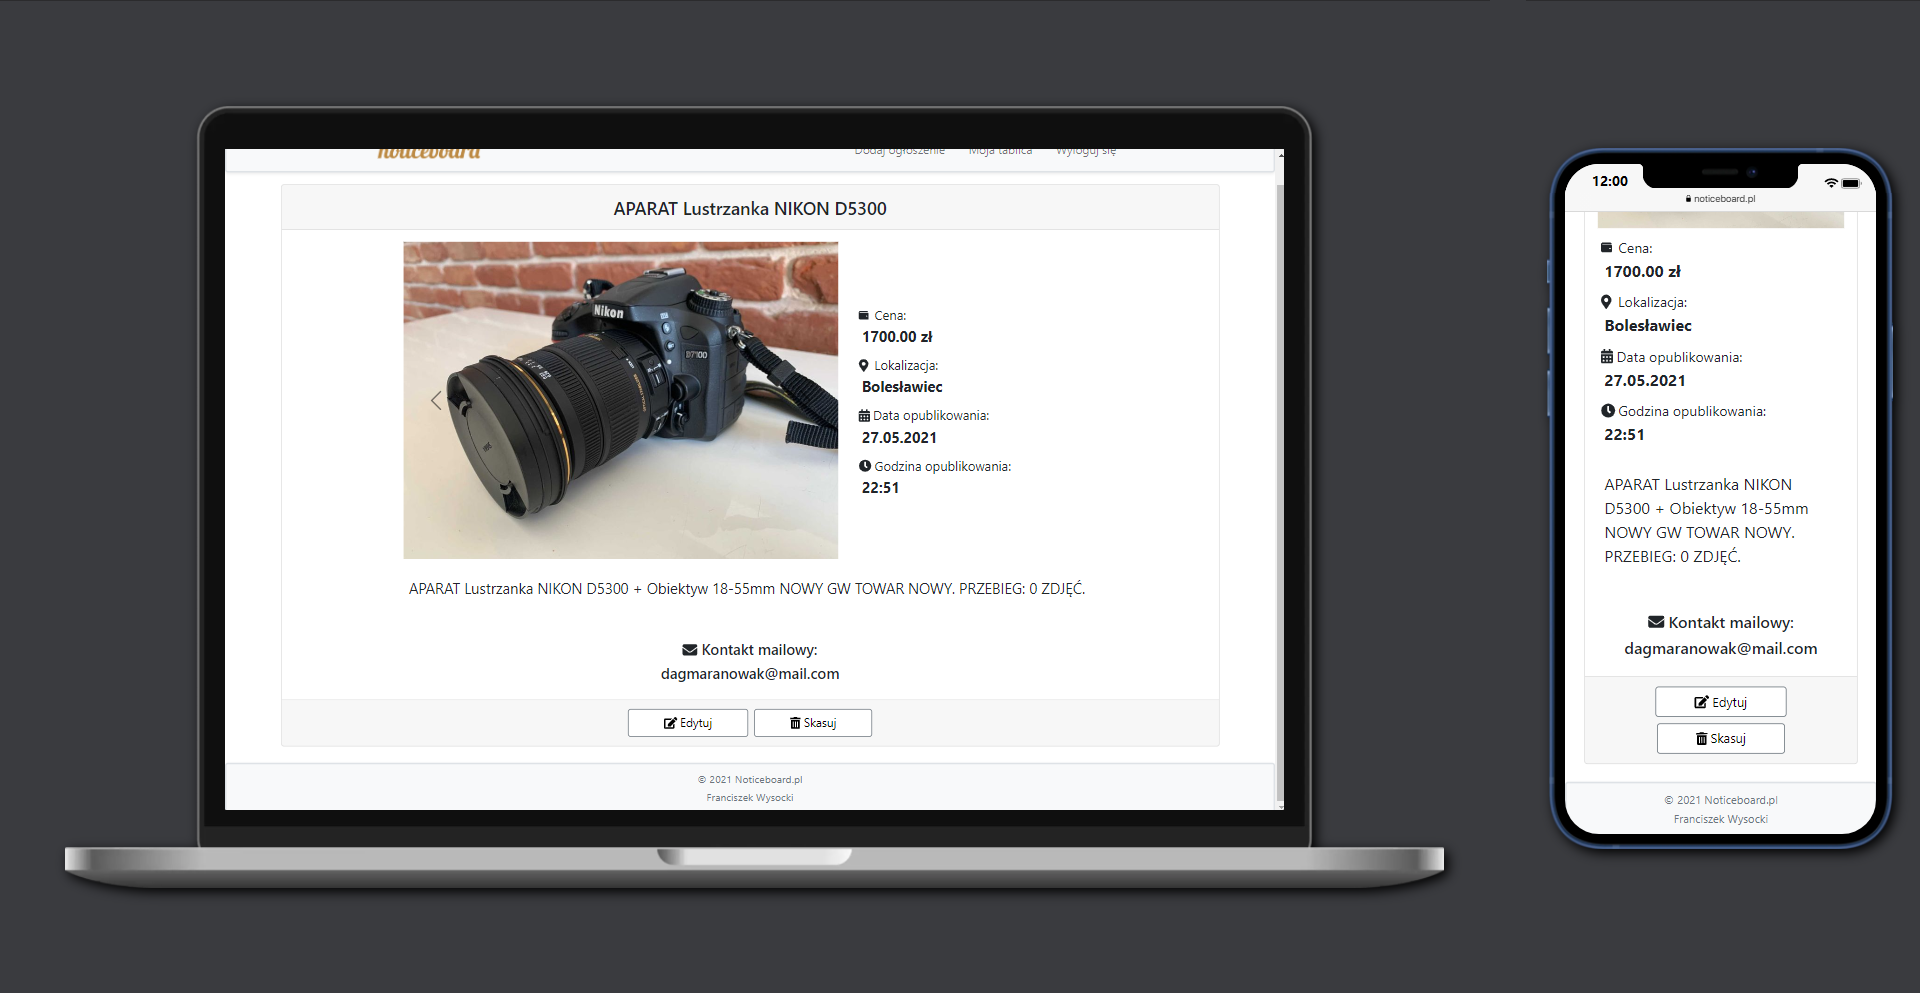 noticeboard
Dodaj ogłoszenie Moja tablica Wyloguj się
APARAT Lustrzanka NIKON D5300
Nikon
D7100
Cena:
1700.00 zł
Lokalizacja:
Bolesławiec
Data opublikowania:
27.05.2021
Godzina opublikowania:
22:51
APARAT Lustrzanka NIKON D5300 + Obiektyw 18-55mm NOWY GW TOWAR NOWY. PRZEBIEG: 0 ZDJĘĆ.
Kontakt mailowy:
dagmaranowak@mail.com
Edytuj Skasuj
© 2021 Noticeboard.pl
Franciszek Wysocki
12:00
noticeboard.pl
Cena:
1700.00 zł
Lokalizacja:
Bolesławiec
Data opublikowania:
27.05.2021
Godzina opublikowania:
22:51
APARAT Lustrzanka NIKON
D5300 + Obiektyw 18-55mm
NOWY GW TOWAR NOWY.
PRZEBIEG: 0 ZDJĘĆ.
Kontakt mailowy:
dagmaranowak@mail.com
Edytuj
Skasuj
© 2021 Noticeboard.pl
Franciszek Wysocki